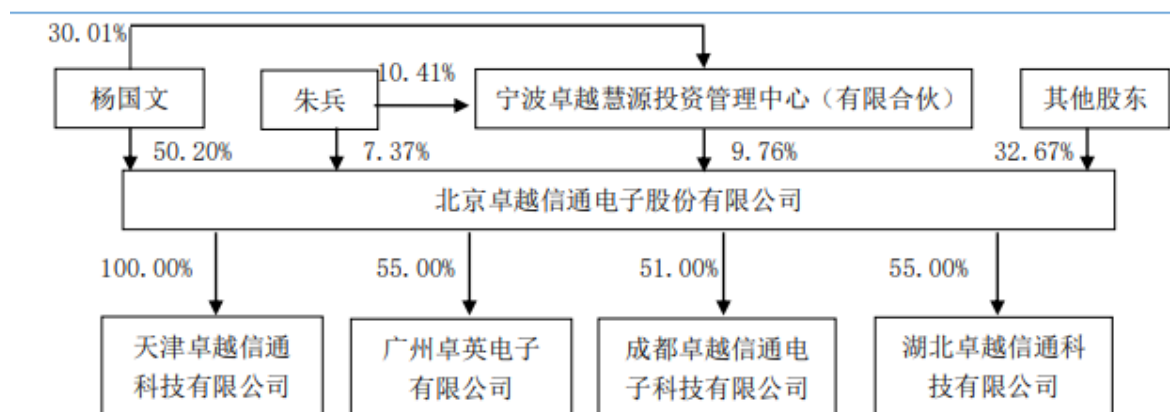 30.01%
10.41%
杨国文
朱兵
宁波卓越慧源投资管理中心（有限合伙）
其他股东
50.20%
7.37%
9.76%
32.67%
北京卓越信通电子股份有限公司
100.00%
55.00%
51.00%
55.00%
天津卓越信通
科技有限公司
广州卓英电子
有限公司
成都卓越信通电
子科技有限公司
湖北卓越信通科
技有限公司